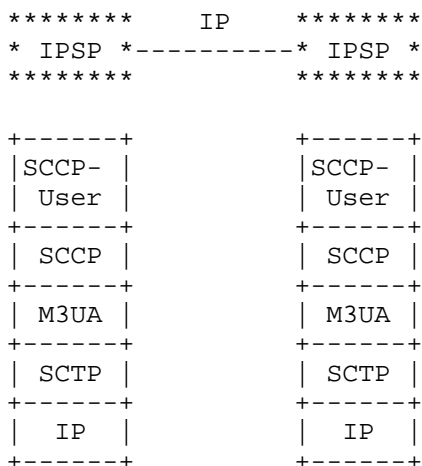 ********       IP      ********
* IPSP *----------* IPSP *
********               ********
+------+               +------+
|SCCP- |               |SCCP- |
| User |               | User |
+------+               +------+
| SCCP |               | SCCP |
+------+               +------+
| M3UA |               | M3UA |
+------+               +------+
| SCTP |               | SCTP |
+------+               +------+
|  IP  |               |  IP  |
+------+               +------+